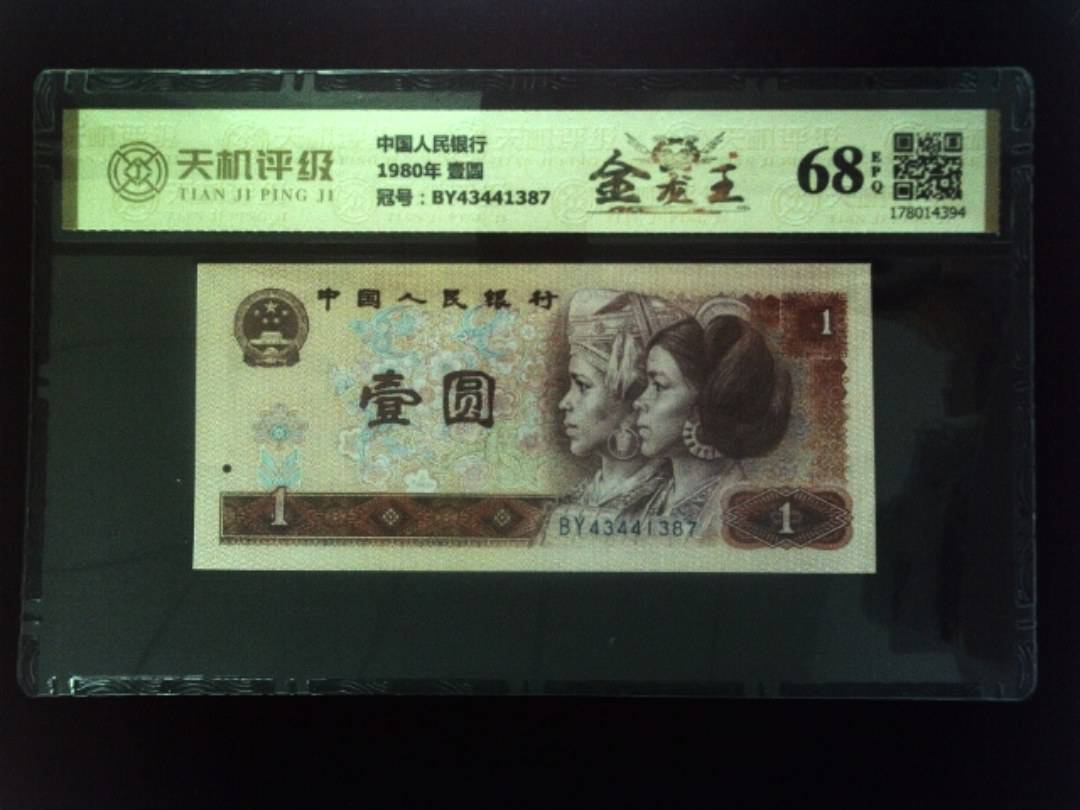 天机评级
TIAN JI PING JI
中国人民银行
1980年 壹圆
冠号：BY43441387
金龙王
68 EPQ
178014394
中国人民银行
1
壹圆
1
BY43441387
1